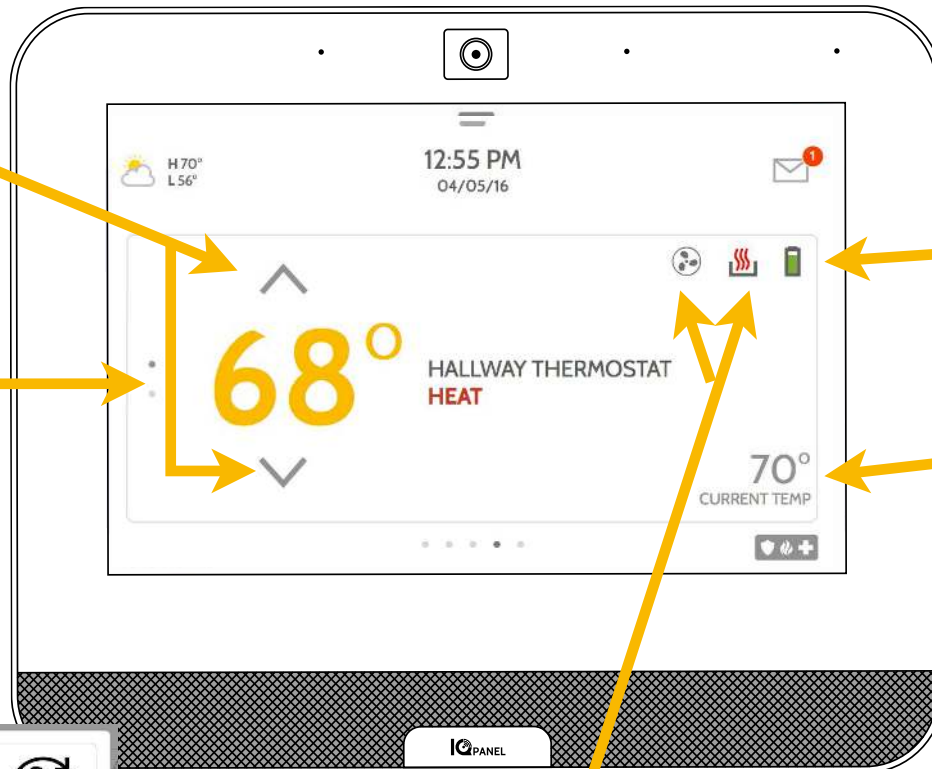 12:55 PM
04/05/16
H 70°
L 56°
1
68°
HALLWAY THERMOSTAT
HEAT
70°
CURRENT TEMP
IQ PANEL